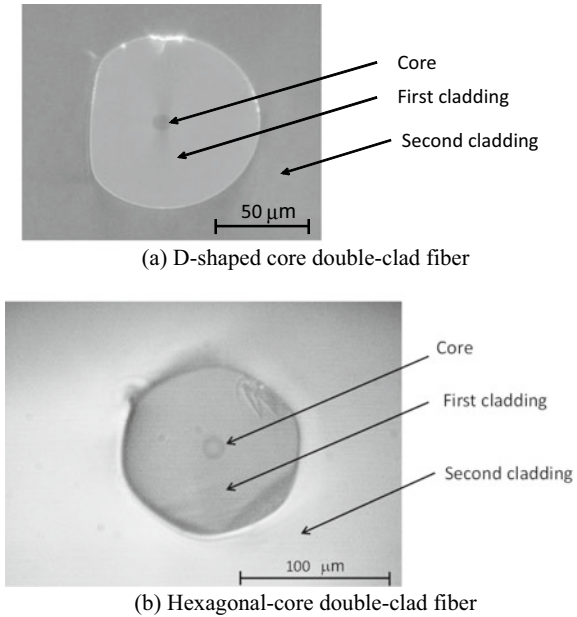 Core
First cladding
Second cladding
50 μm
(a) D-shaped core double-clad fiber
Core
First cladding
Second cladding
100 μm
(b) Hexagonal-core double-clad fiber